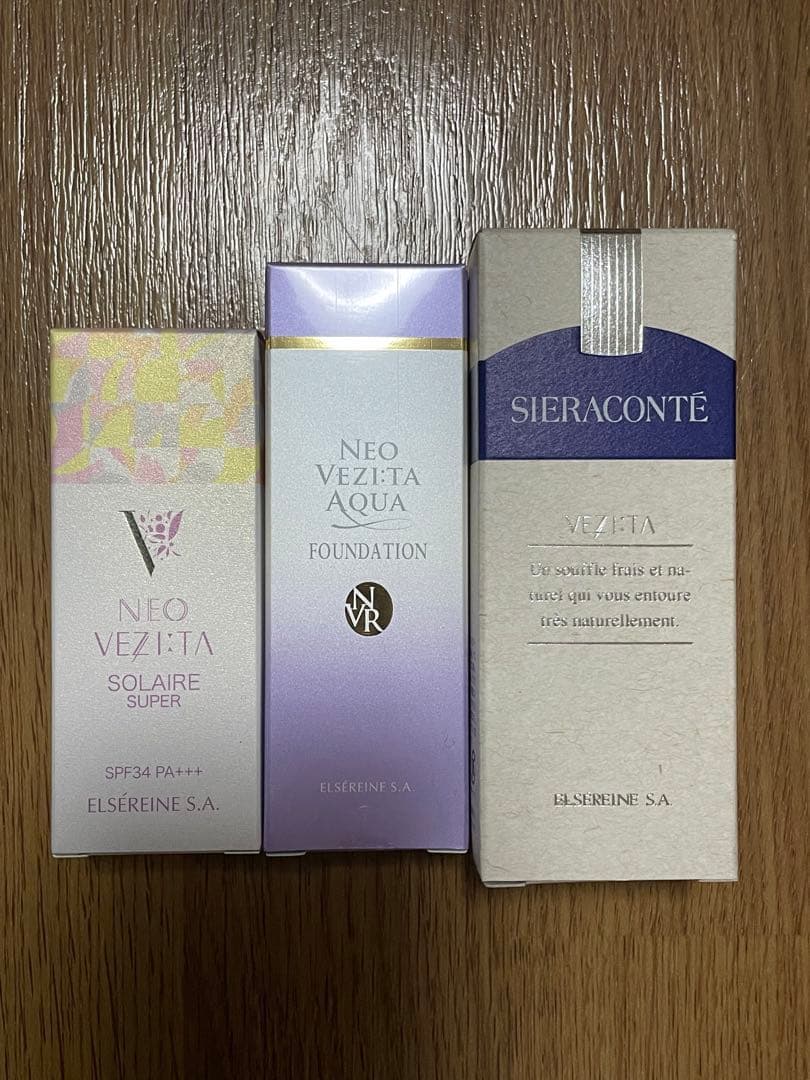 V
NEO
VEZI:TA
SOLAIRE
SUPER
SPF34 PA+++
ELSÉREINE S.A.
NEO
VEZI:TA
AQUA
FOUNDATION
NVR
ELSÉREINE S.A.
SIERACONTÉ
VEZI:TA
Un souffle frais et na-
turel qui vous entoure
très naturellement.
ELSÉREINE S.A.